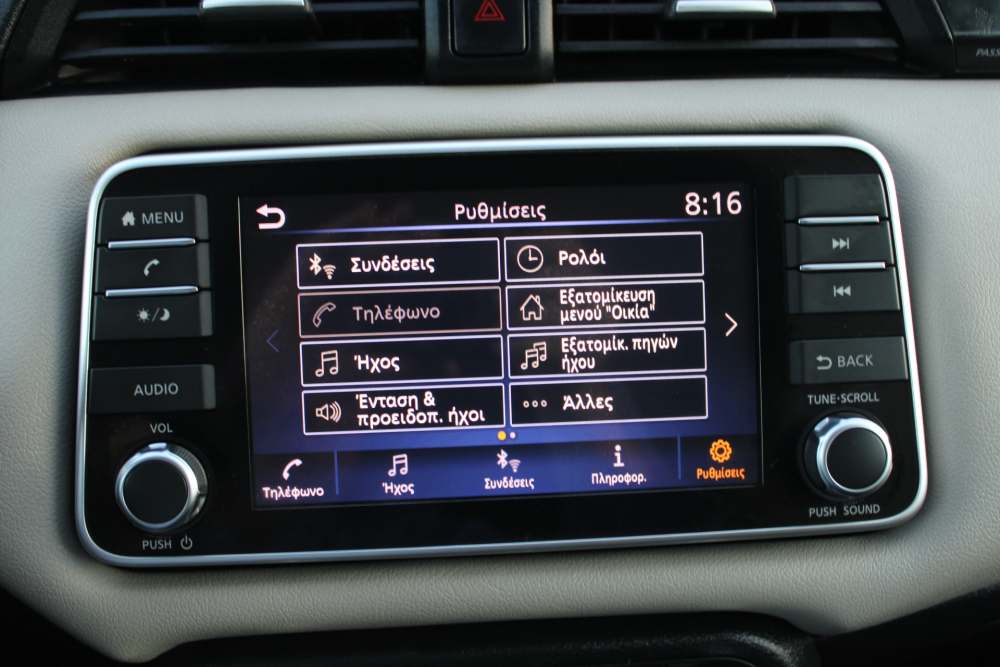 PASS
MENU
Ρυθμίσεις
8:16
Συνδέσεις
Ρολόι
Τηλέφωνο
Εξατομίκευση
μενού "Οικία"
Ήχος
Εξατομίκ. πηγών
ήχου
Ένταση &
προειδοπ. ήχοι
Άλλες
AUDIO
BACK
VOL
TUNE·SCROLL
Τηλέφωνο
Ήχος
Συνδέσεις
Πληροφορ.
Ρυθμίσεις
PUSH
PUSH SOUND